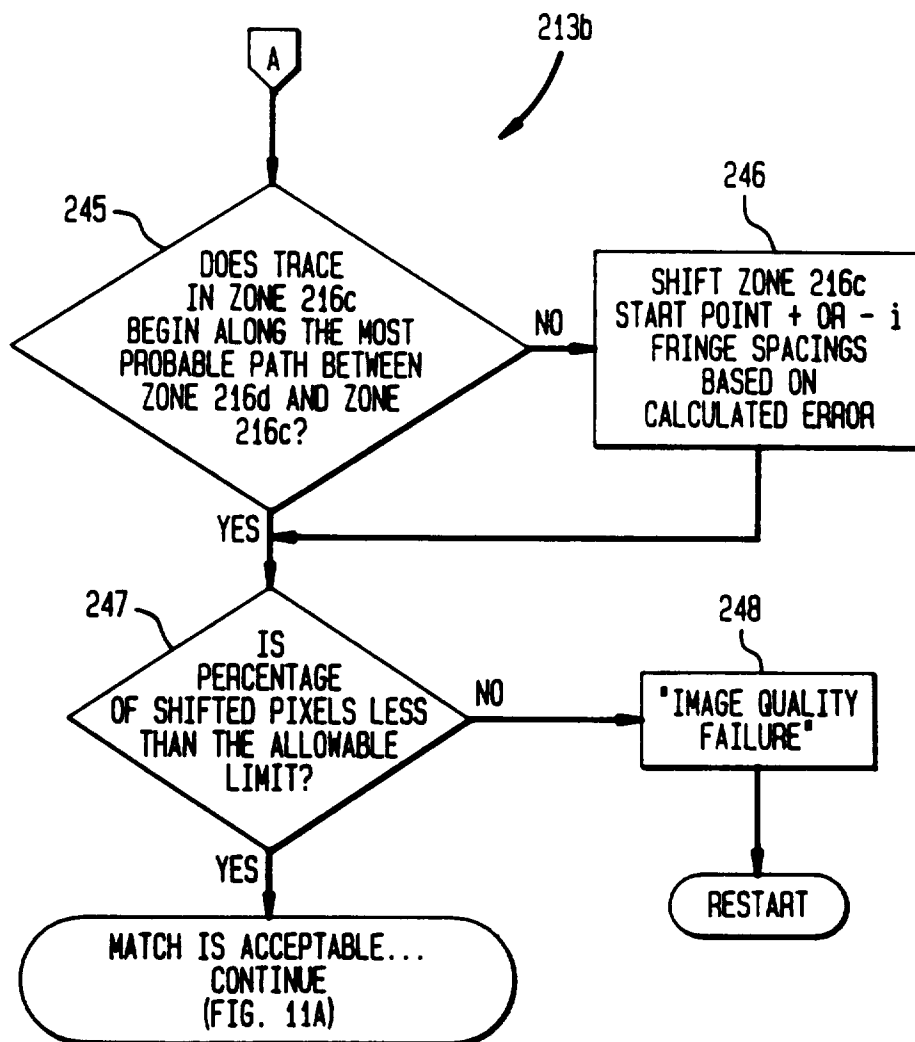 213b
A
245
DOES TRACE
IN ZONE 216c
BEGIN ALONG THE MOST
PROBABLE PATH BETWEEN
ZONE 216d AND ZONE
216c?
NO
246
SHIFT ZONE 216c
START POINT + OR - i
FRINGE SPACINGS
BASED ON
CALCULATED ERROR
YES
247
IS
PERCENTAGE
OF SHIFTED PIXELS LESS
THAN THE ALLOWABLE
LIMIT?
NO
248
"IMAGE QUALITY
FAILURE"
YES
RESTART
MATCH IS ACCEPTABLE...
CONTINUE
(FIG. 11A)